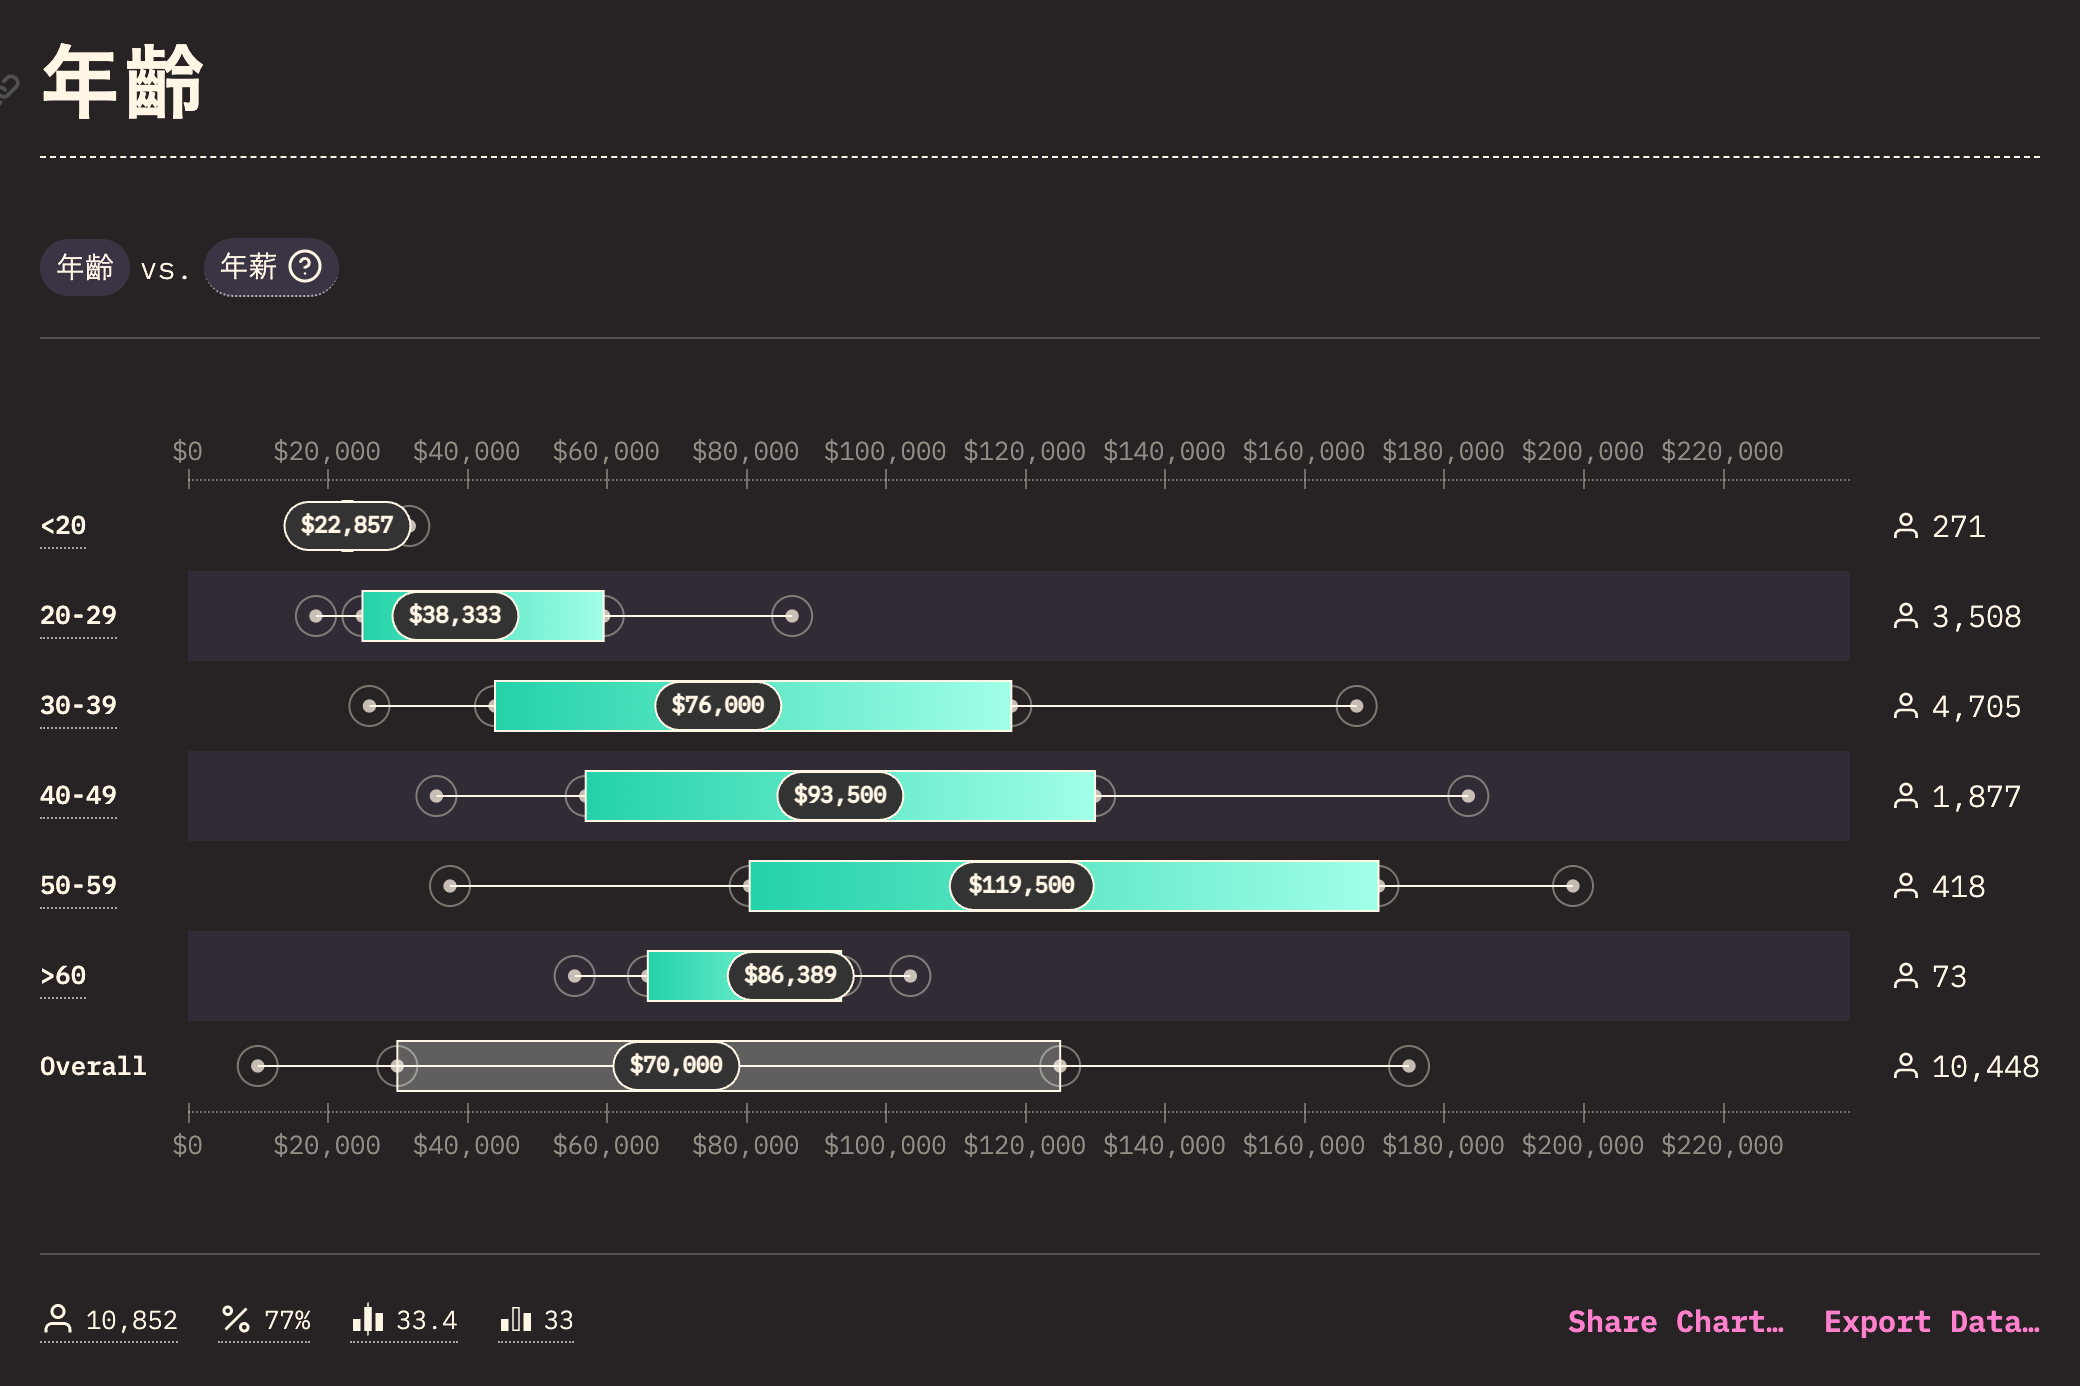 年齡
年齡 vs. 年薪
$0 $20,000 $40,000 $60,000 $80,000 $100,000 $120,000 $140,000 $160,000 $180,000 $200,000 $220,000
<20 $22,857 271
20-29 $38,333 3,508
30-39 $76,000 4,705
40-49 $93,500 1,877
50-59 $119,500 418
>60 $86,389 73
Overall $70,000 10,448
$0 $20,000 $40,000 $60,000 $80,000 $100,000 $120,000 $140,000 $160,000 $180,000 $200,000 $220,000
10,852 77% 33.4 33 Share Chart… Export Data…